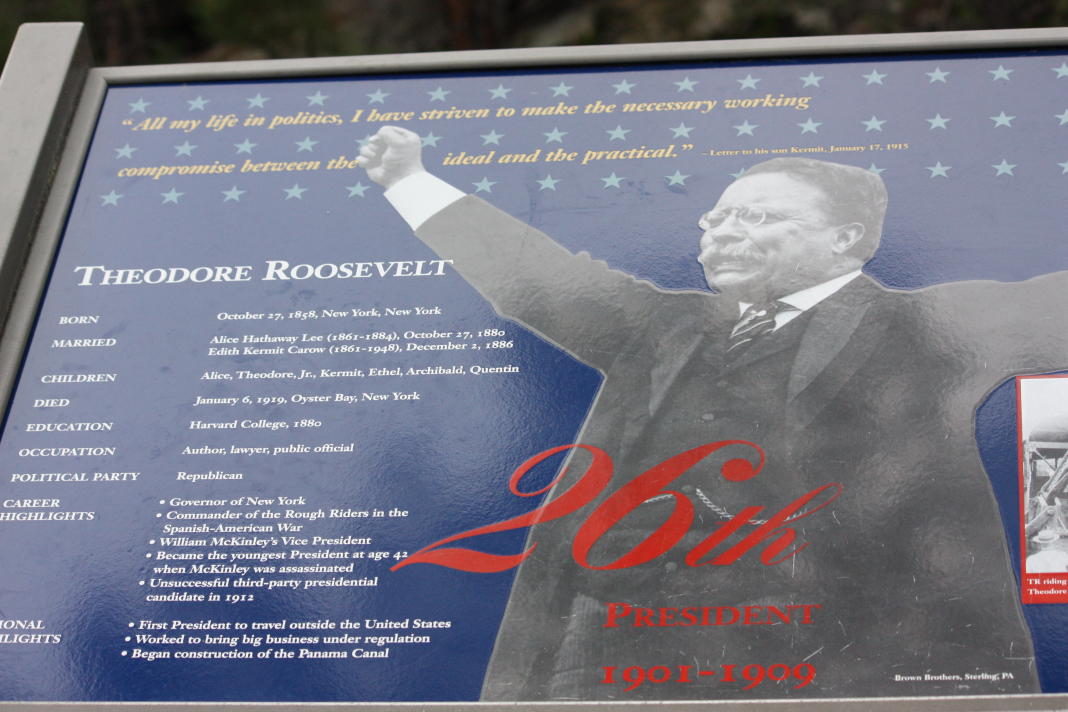 “All my life in politics, I have striven to make the necessary working
compromise between the ideal and the practical.” – Letter to his son Kermit, January 17, 1915
THEODORE ROOSEVELT
BORN October 27, 1858, New York, New York
MARRIED Alice Hathaway Lee (1861-1884), October 27, 1880
Edith Kermit Carow (1861-1948), December 2, 1886
CHILDREN Alice, Theodore, Jr., Kermit, Ethel, Archibald, Quentin
DIED January 6, 1919, Oyster Bay, New York
EDUCATION Harvard College, 1880
OCCUPATION Author, lawyer, public official
POLITICAL PARTY Republican
CAREER HIGHLIGHTS • Governor of New York
• Commander of the Rough Riders in the
Spanish-American War
• William McKinley’s Vice President
• Became the youngest President at age 42
when McKinley was assassinated
• Unsuccessful third-party presidential
candidate in 1912
IONAL
LIGHTS
• First President to travel outside the United States
• Worked to bring big business under regulation
• Began construction of the Panama Canal
26th
PRESIDENT
1901-1909
Brown Brothers, Sterling, PA
TR riding
Theodore